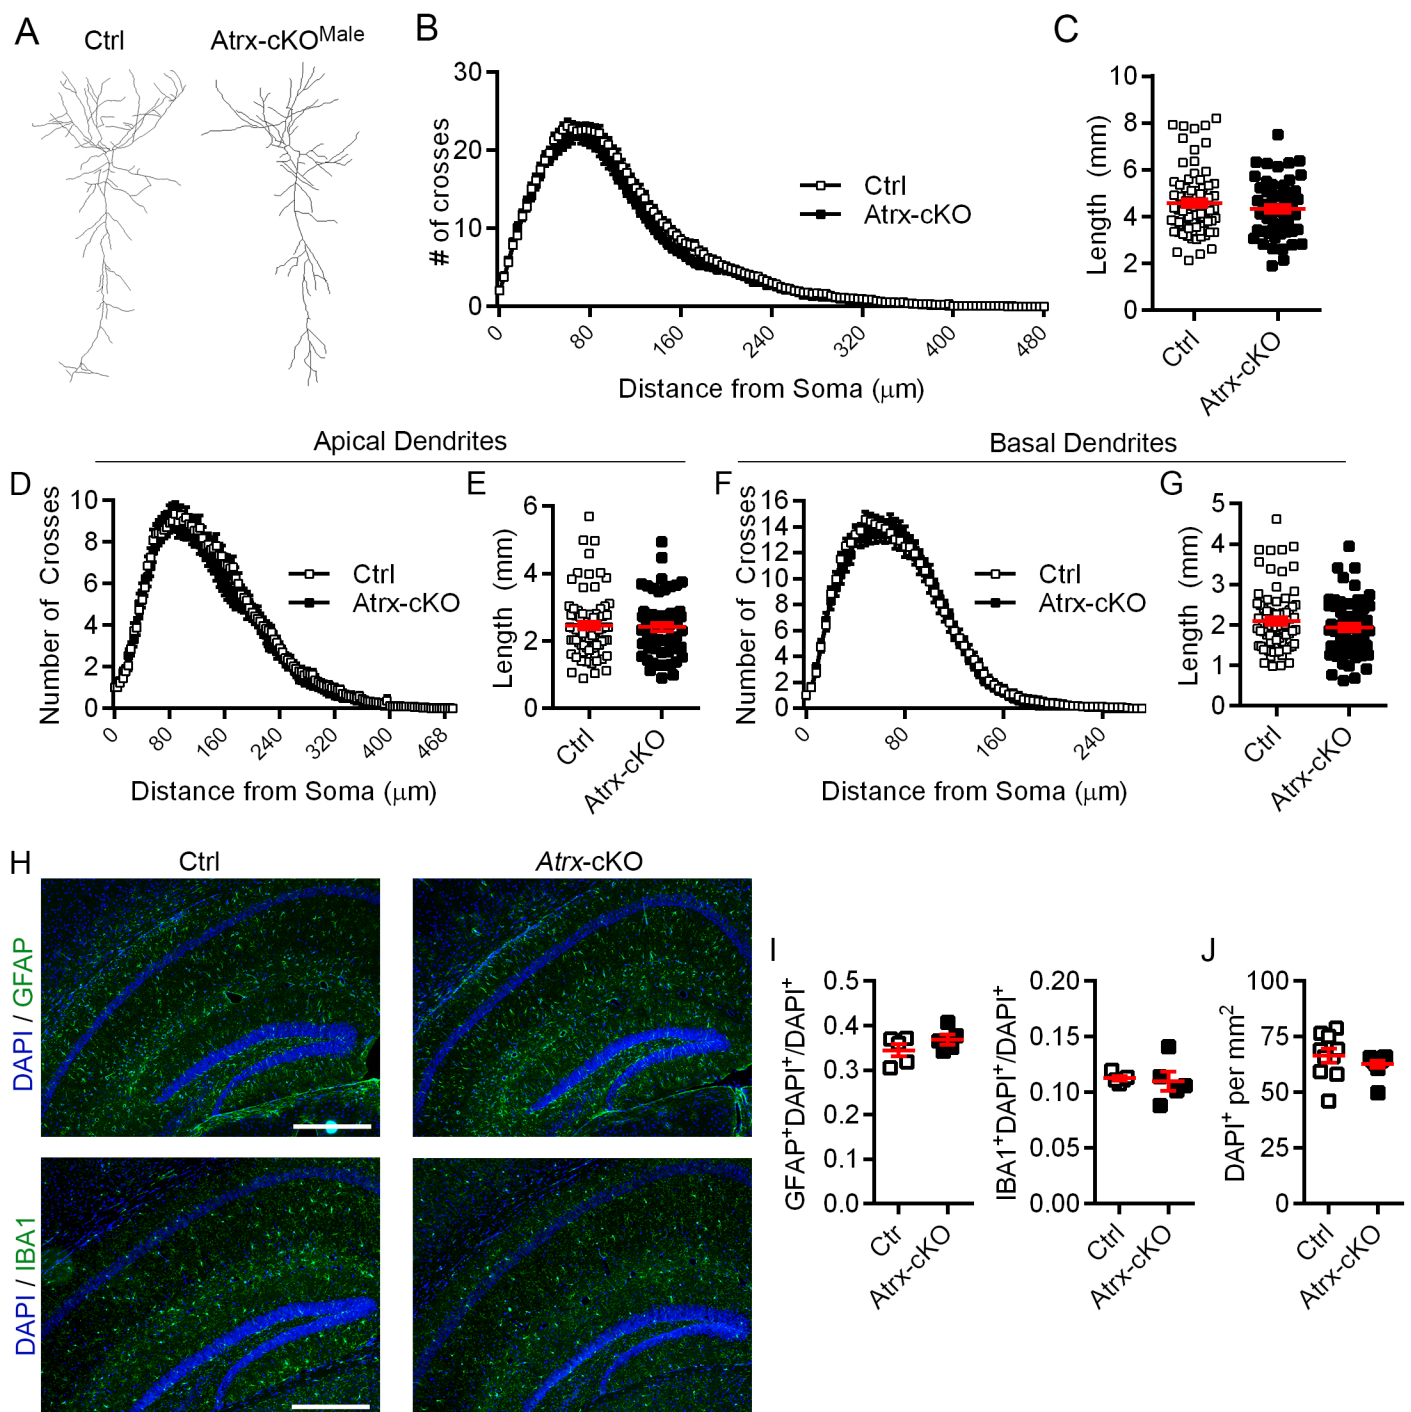 A
Ctrl
Atrx-cKO^Male
B
# of crosses
30
20
10
0
0
80
160
240
320
400
480
Distance from Soma (μm)
Ctrl
Atrx-cKO
C
Length (mm)
10
8
6
4
2
0
Ctrl
Atrx-cKO
Apical Dendrites
Basal Dendrites
D
Number of Crosses
10
8
6
4
2
0
0
80
160
240
320
400
468
Distance from Soma (μm)
Ctrl
Atrx-cKO
E
Length (mm)
6
4
2
0
Ctrl
Atrx-cKO
F
Number of Crosses
16
14
12
10
8
6
4
2
0
0
80
160
240
Distance from Soma (μm)
Ctrl
Atrx-cKO
G
Length (mm)
5
4
3
2
1
0
Ctrl
Atrx-cKO
H
Ctrl
Atrx-cKO
DAPI / GFAP
DAPI / IBA1
I
GFAP⁺DAPI⁺/DAPI⁺
0.5
0.4
0.3
0.2
0.1
0.0
Ctr
Atrx-cKO
IBA1⁺DAPI⁺/DAPI⁺
0.20
0.15
0.10
0.05
0.00
Ctrl
Atrx-cKO
J
DAPI⁺ per mm²
100
75
50
25
0
Ctrl
Atrx-cKO